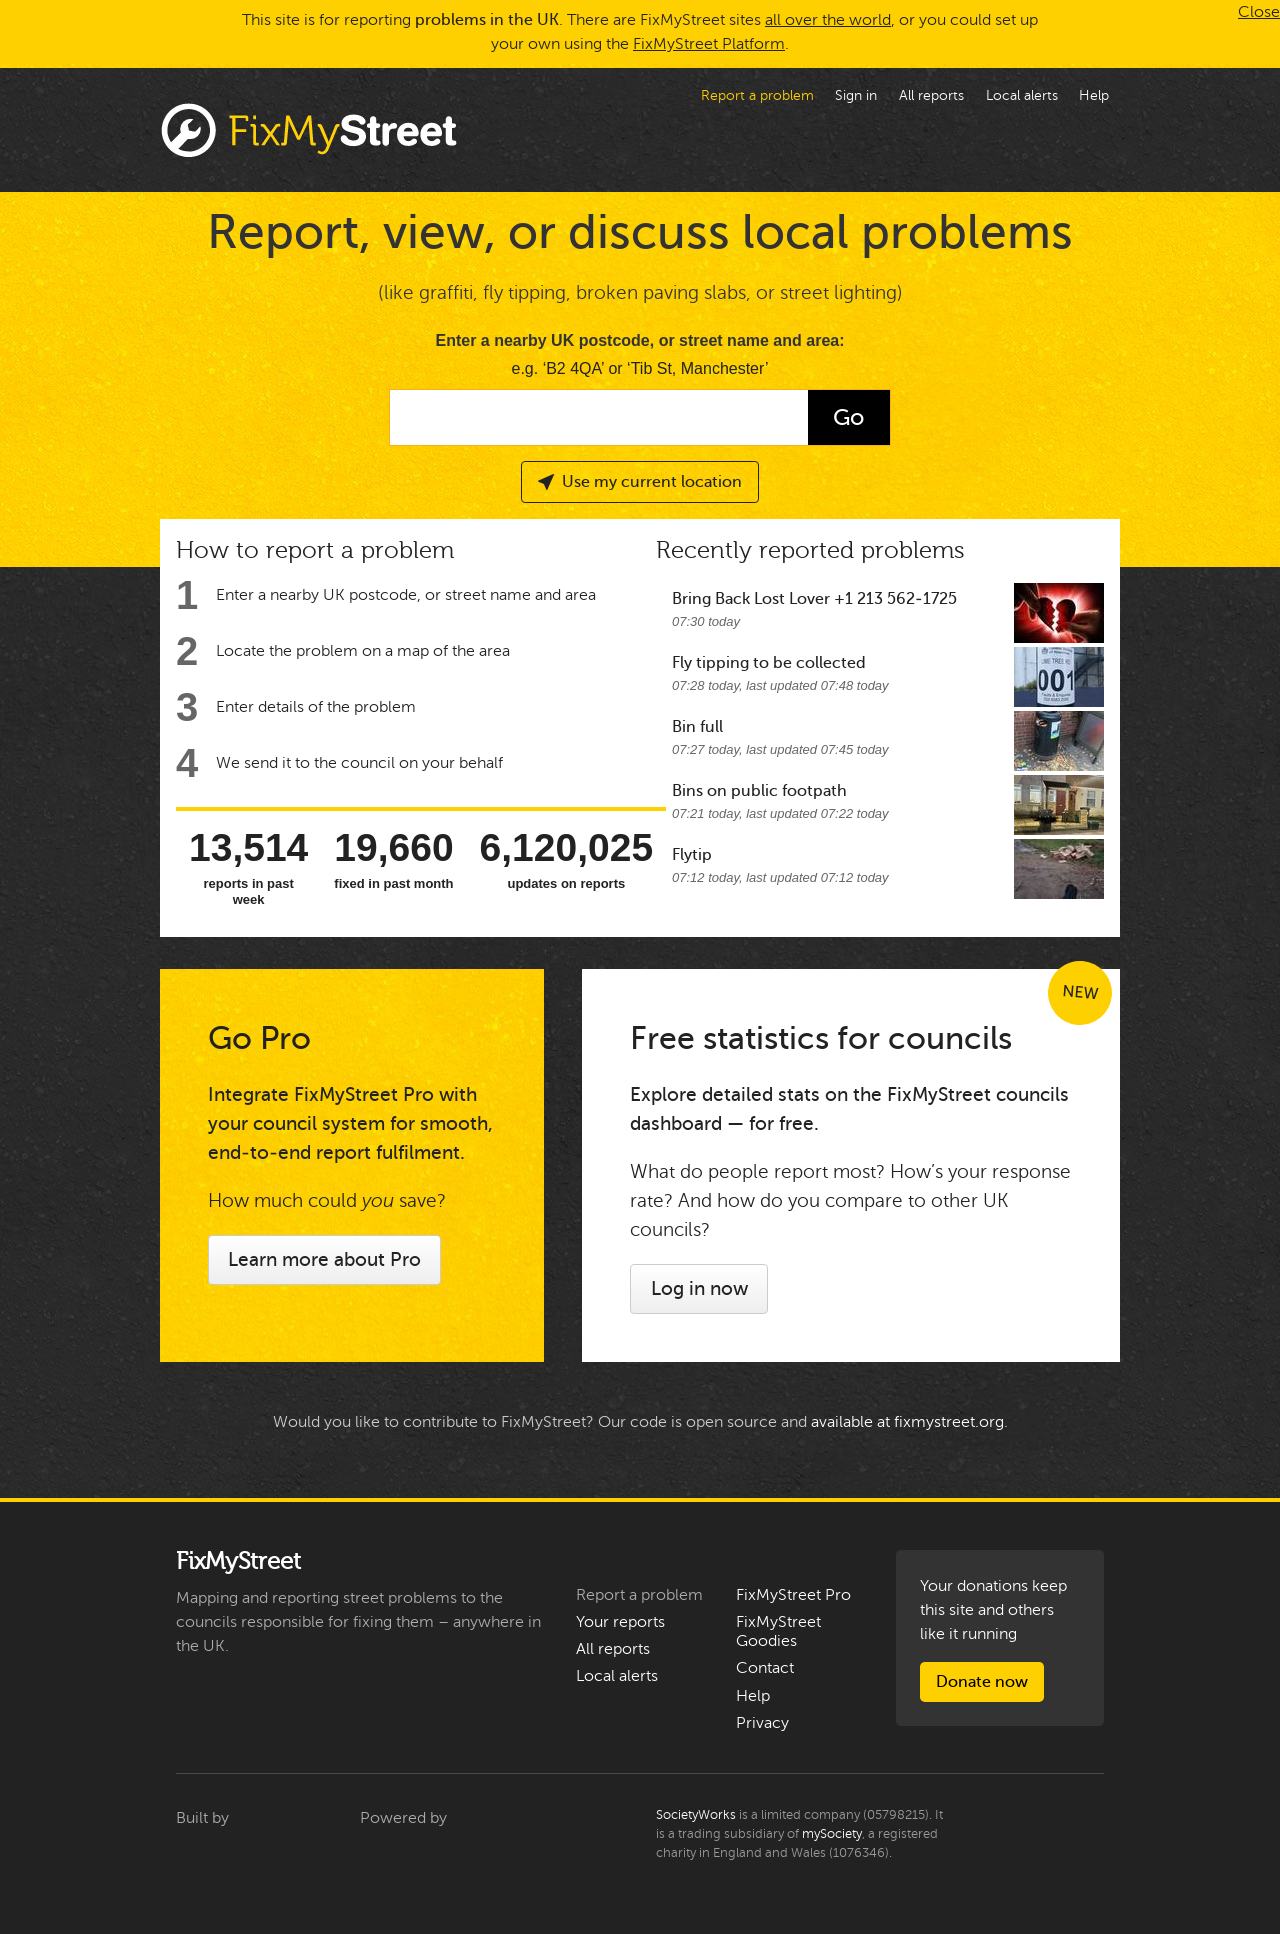 This site is for reporting problems in the UK. There are FixMyStreet sites all over the world, or you could set up
your own using the FixMyStreet Platform.
Close
Report a problem Sign in All reports Local alerts Help
FixMyStreet
Report, view, or discuss local problems
(like graffiti, fly tipping, broken paving slabs, or street lighting)
Enter a nearby UK postcode, or street name and area:
e.g. ‘B2 4QA’ or ‘Tib St, Manchester’
Go
Use my current location
How to report a problem
1 Enter a nearby UK postcode, or street name and area
2 Locate the problem on a map of the area
3 Enter details of the problem
4 We send it to the council on your behalf
13,514 19,660 6,120,025
reports in past fixed in past month updates on reports
week
Recently reported problems
Bring Back Lost Lover +1 213 562-1725
07:30 today
Fly tipping to be collected
07:28 today, last updated 07:48 today
001
Bin full
07:27 today, last updated 07:45 today
Bins on public footpath
07:21 today, last updated 07:22 today
Flytip
07:12 today, last updated 07:12 today
Go Pro
Integrate FixMyStreet Pro with
your council system for smooth,
end-to-end report fulfilment.
How much could you save?
Learn more about Pro
NEW
Free statistics for councils
Explore detailed stats on the FixMyStreet councils
dashboard — for free.
What do people report most? How’s your response
rate? And how do you compare to other UK
councils?
Log in now
Would you like to contribute to FixMyStreet? Our code is open source and available at fixmystreet.org.
FixMyStreet
Mapping and reporting street problems to the
councils responsible for fixing them – anywhere in
the UK.
Report a problem
Your reports
All reports
Local alerts
FixMyStreet Pro
FixMyStreet
Goodies
Contact
Help
Privacy
Your donations keep
this site and others
like it running
Donate now
Built by
Powered by
SocietyWorks is a limited company (05798215). It
is a trading subsidiary of mySociety, a registered
charity in England and Wales (1076346).